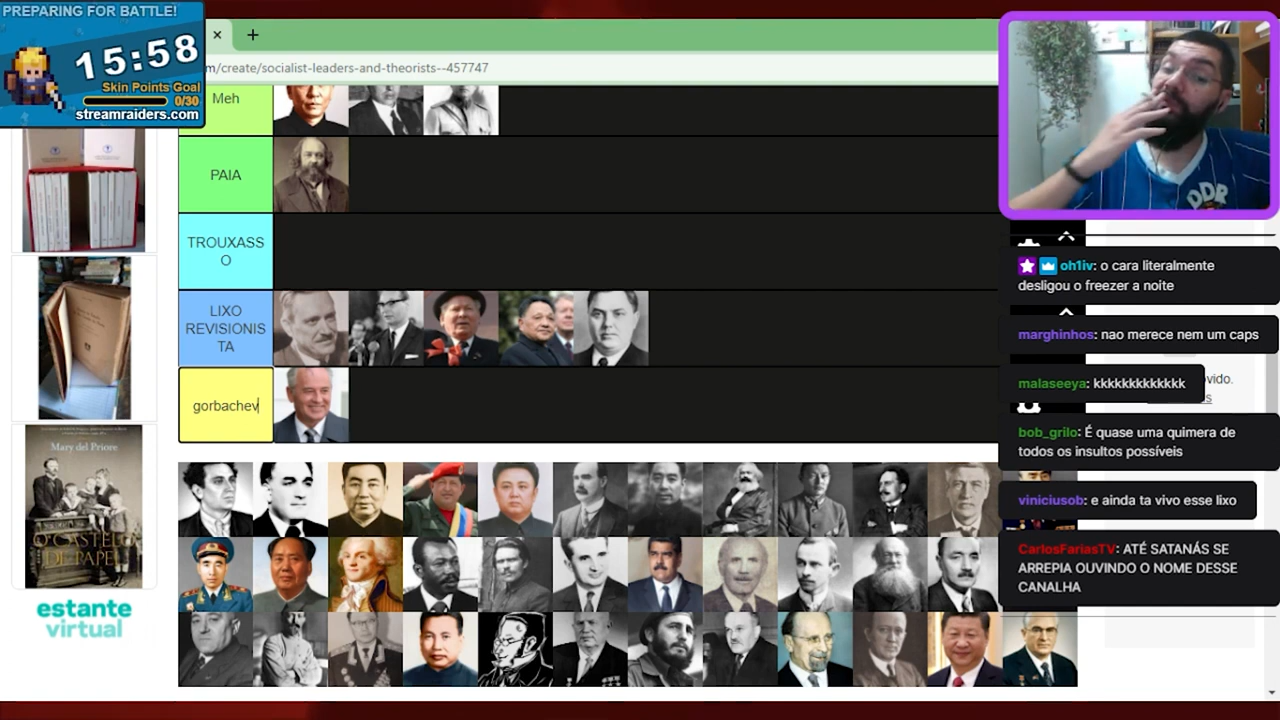 PREPARING FOR BATTLE!
15:58
Skin Points Goal
0/30
streamraiders.com
m/create/socialist-leaders-and-theorists--457747
Meh
PAIA
TROUXASS
O
LIXO
REVISIONIS
TA
gorbachev
Mary del Priore
O CASTELO
DE PAPEL
estante
virtual
DDR
oh1iv: o cara literalmente
desligou o freezer a noite
marghinhos: nao merece nem um caps
malaseeya: kkkkkkkkkkkkk
vido.
bob_grilo: É quase uma quimera de
todos os insultos possíveis
viniciusob: e ainda ta vivo esse lixo
CarlosFariasTV: ATÉ SATANÁS SE
ARREPIA OUVINDO O NOME DESSE
CANALHA